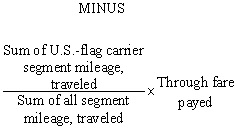 MINUS
Sum of U.S.-flag carrier
segment mileage,
traveled
Sum of all segment
mileage, traveled
× Through fare
payed